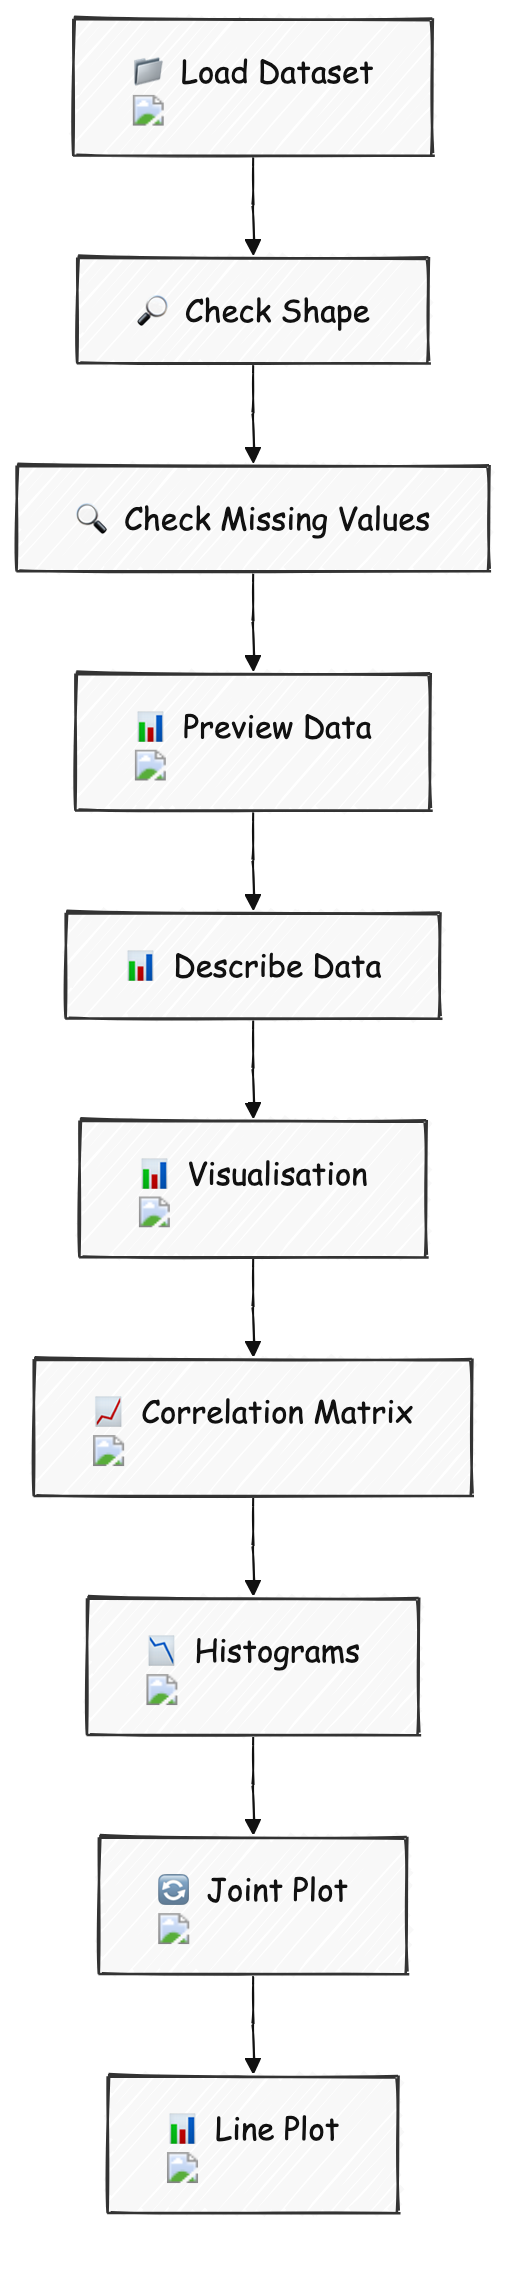 Load Dataset
Check Shape
Check Missing Values
Preview Data
Describe Data
Visualisation
Correlation Matrix
Histograms
Joint Plot
Line Plot